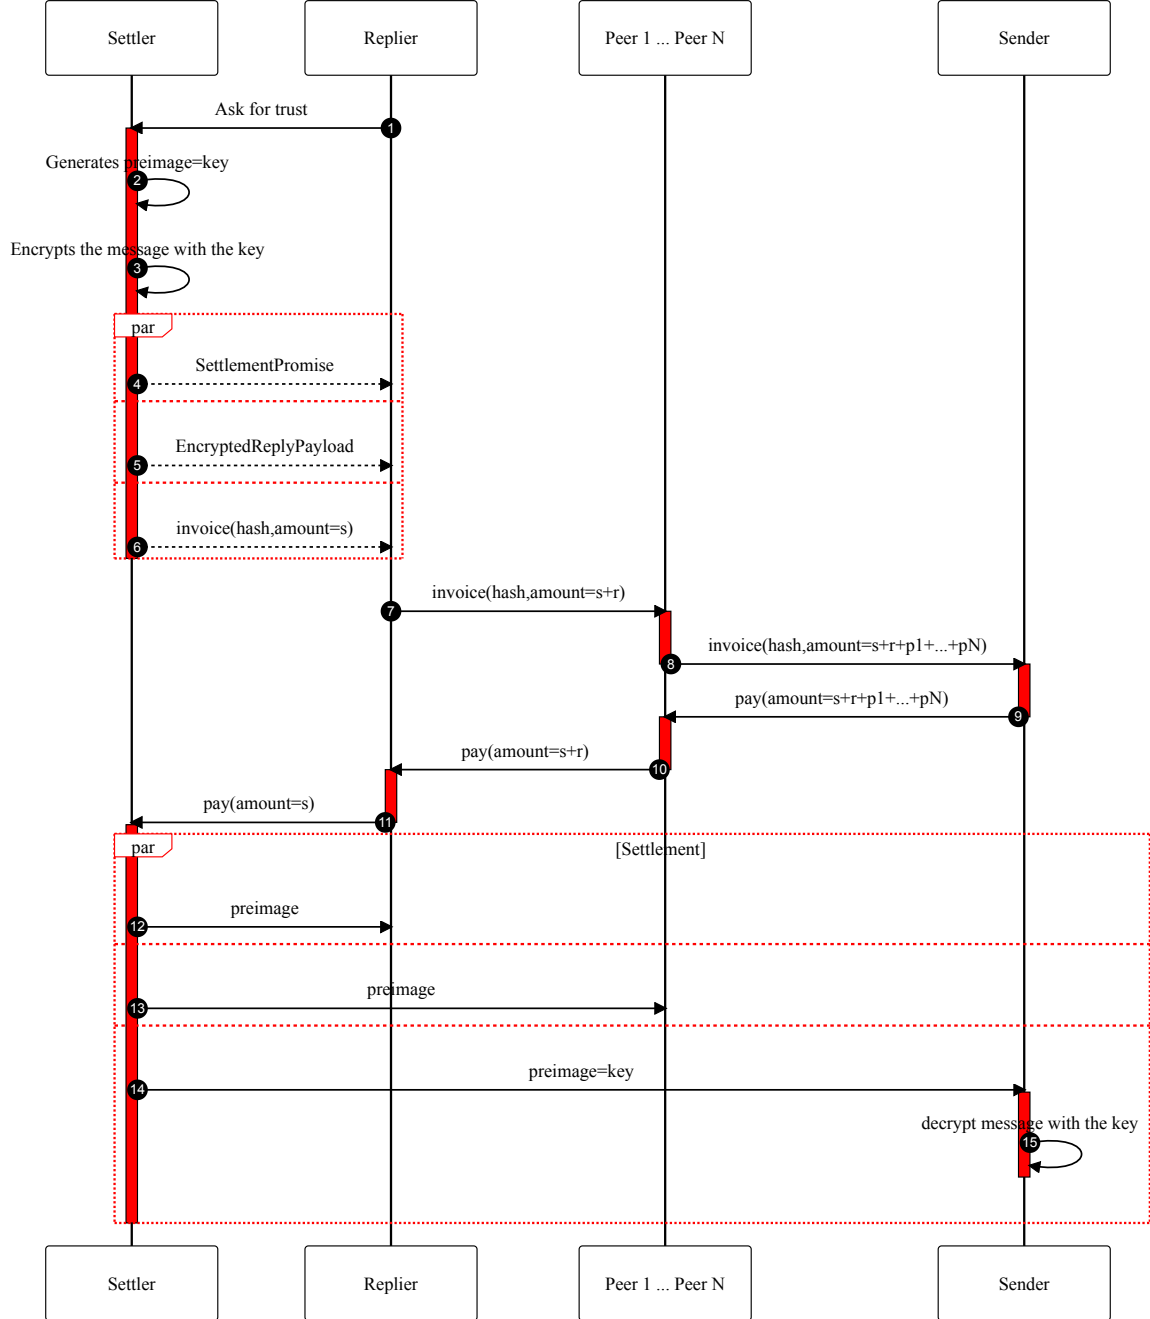 Settler
Replier
Peer 1 ... Peer N
Sender
Ask for trust
1
Generates preimage=key
2
Encrypts the message with the key
3
par
SettlementPromise
4
EncryptedReplyPayload
5
invoice(hash,amount=s)
6
invoice(hash,amount=s+r)
7
invoice(hash,amount=s+r+p1+...+pN)
8
pay(amount=s+r+p1+...+pN)
9
pay(amount=s+r)
10
pay(amount=s)
11
par
[Settlement]
preimage
12
preimage
13
preimage=key
14
decrypt message with the key
15
Settler
Replier
Peer 1 ... Peer N
Sender